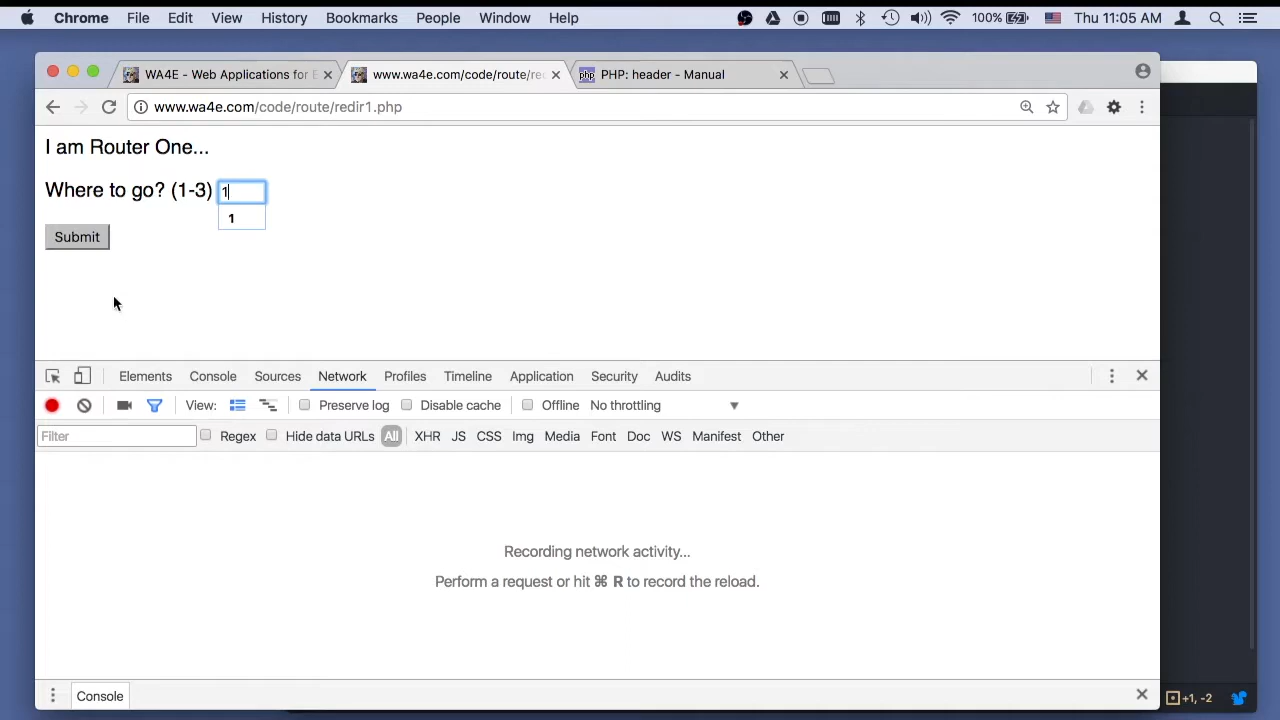 Chrome File Edit View History Bookmarks People Window Help 100% Thu 11:05 AM
WA4E - Web Applications for E www.wa4e.com/code/route/re php PHP: header - Manual
www.wa4e.com/code/route/redir1.php
I am Router One...
Where to go? (1-3) 1
1
Submit
Elements Console Sources Network Profiles Timeline Application Security Audits
View: Preserve log Disable cache Offline No throttling
Filter Regex Hide data URLs All XHR JS CSS Img Media Font Doc WS Manifest Other
Recording network activity...
Perform a request or hit ⌘ R to record the reload.
Console
+1, -2